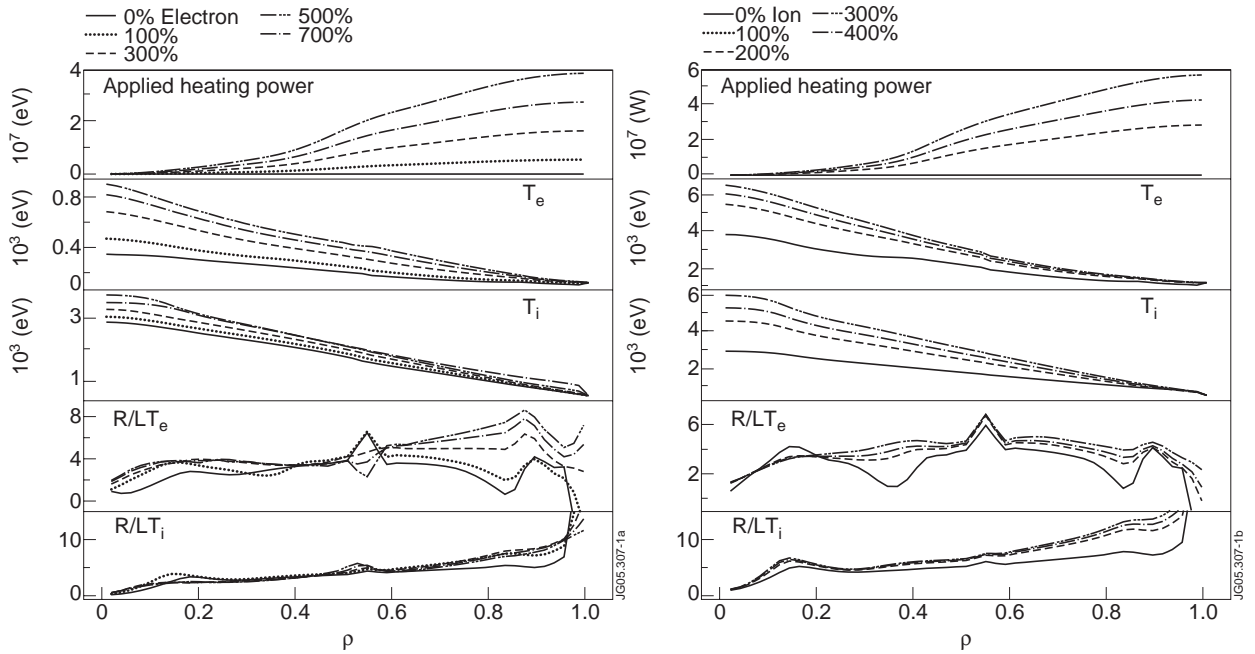 0% Electron
100%
300%
500%
700%
Applied heating power
10⁷ (eV)
4
2
0
Tₑ
10³ (eV)
0.8
0.4
0
Tᵢ
10³ (eV)
3
1
R/LTₑ
8
4
0
R/LTᵢ
10
0
0 0.2 0.4 0.6 0.8 1.0
ρ
JG05.307-1a
0% Ion
100%
200%
300%
400%
Applied heating power
10⁷ (W)
6
4
2
0
Tₑ
10³ (eV)
6
4
2
Tᵢ
10³ (eV)
6
4
2
R/LTₑ
6
2
R/LTᵢ
10
5
0
0 0.2 0.4 0.6 0.8 1.0
ρ
JG05.307-1b